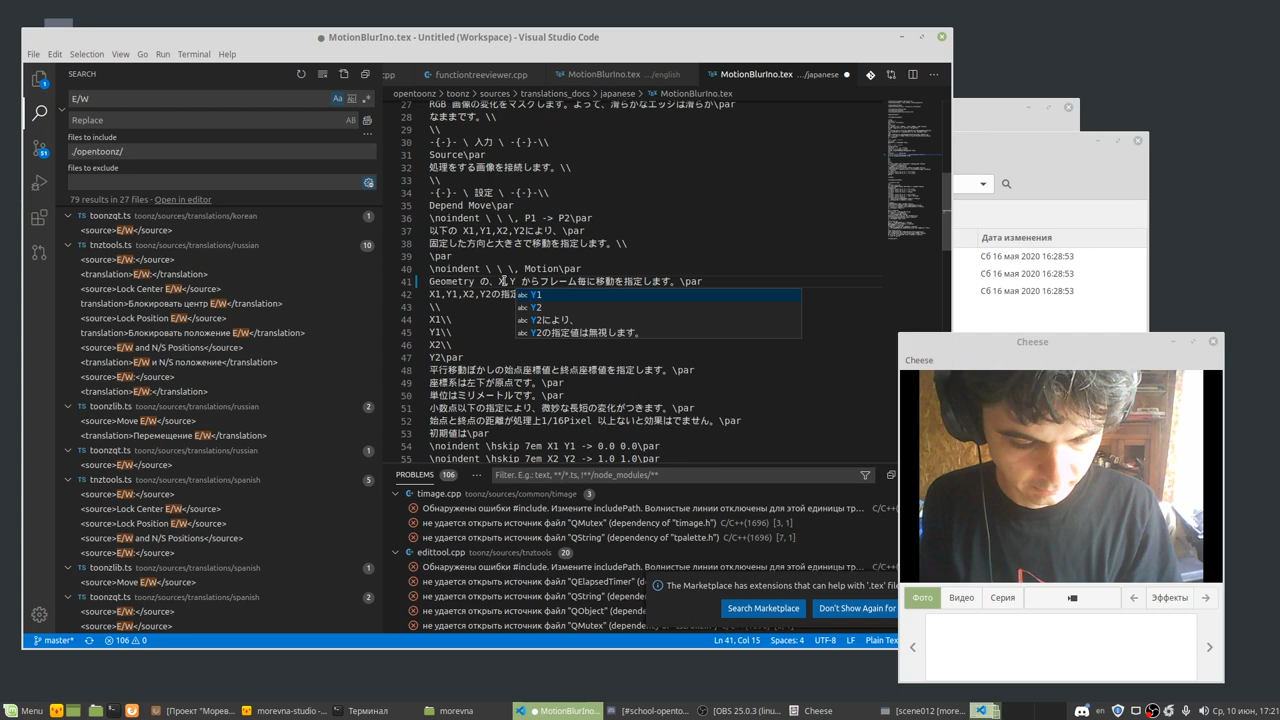 MotionBlurIno.tex - Untitled (Workspace) - Visual Studio Code
File Edit Selection View Go Run Terminal Help
SEARCH
cpp functiontreeviewer.cpp MotionBlurIno.tex .../english MotionBlurIno.tex .../japanese
E/W
Replace
files to include
./opentoonz/
files to exclude
79 results in 27 files - Open in editor
toonzqt.ts toonz/sources/translations/korean 1
<source>E/W</source>
tnztools.ts toonz/sources/translations/russian 10
<source>E/W:</source>
<translation>E/W:</translation>
<source>Lock Center E/W</source>
translation>Блокировать центр E/W</translation>
<source>Lock Position E/W</source>
translation>Блокировать положение E/W</translation>
<source>E/W and N/S Positions</source>
<translation>E/W и N/S положение</translation>
<source>E/W:</source>
<translation>E/W:</translation>
toonzlib.ts toonz/sources/translations/russian 2
<source>Move E/W</source>
<translation>Перемещение E/W</translation>
toonzqt.ts toonz/sources/translations/russian 1
<source>E/W</source>
tnztools.ts toonz/sources/translations/spanish 5
<source>E/W:</source>
<source>Lock Center E/W</source>
<source>Lock Position E/W</source>
<source>E/W and N/S Positions</source>
<source>E/W:</source>
toonzlib.ts toonz/sources/translations/spanish 1
<source>Move E/W</source>
toonzqt.ts toonz/sources/translations/spanish 2
<source>E/W</source>
<source>E/W</source>
opentoonz > toonz > sources > translations_docs > japanese > MotionBlurIno.tex
27 RGB 画像の変化をマスクします。よって、滑らかなエッジは滑らか\par
28 なままです。\\
29 \\
30 -{-}- \ 入力 \ -{-}-\\
31 Source\par
32 処理をする画像を接続します。\\
33 \\
34 -{-}- \ 設定 \ -{-}-\\
35 Depend Move\par
36 \noindent \ \ \, P1 -> P2\par
37 以下の X1,Y1,X2,Y2により、\par
38 固定した方向と大きさで移動を指定します。\\
39 \par
40 \noindent \ \ \, Motion\par
41 Geometry の、X,Y からフレーム毎に移動を指定します。\par
42 X1,Y1,X2,Y2の指定
43 \\
44 X1\\
45 Y1\\
46 X2\\
47 Y2\par
48 平行移動ぼかしの始点座標値と終点座標値を指定します。\par
49 座標系は左下が原点です。\par
50 単位はミリメートルです。\par
51 小数点以下の指定により、微妙な長短の変化がつきます。\par
52 始点と終点の距離が処理上1/16Pixel 以上ないと効果はでません。\par
53 初期値は\par
54 \noindent \hskip 7em X1 Y1 -> 0.0 0.0\par
55 \noindent \hskip 7em X2 Y2 -> 1.0 1.0\par
abc Y1
abc Y2
abc Y2により、
abc Y2の指定値は無視します。
PROBLEMS 106 Filter. E.g.: text, **/*.ts, !**/node_modules/**
timage.cpp toonz/sources/common/timage 3
Обнаружены ошибки #include. Измените includePath. Волнистые линии отключены для этой единицы тр... C/C+
не удается открыть источник файл "QMutex" (dependency of "timage.h") C/C++(1696) [3, 1]
не удается открыть источник файл "QString" (dependency of "tpalette.h") C/C++(1696) [7, 1]
edittool.cpp toonz/sources/tnztools 20
Обнаружены ошибки #include. Измените includePath. Волнистые линии отключены для этой единицы тр... C/C+
не удается открыть источник файл "QElapsedTimer"
не удается открыть источник файл "QString" (depend
не удается открыть источник файл "QObject" (depend
не удается открыть источник файл "QMutex" (depende
The Marketplace has extensions that can help with '.tex' file
Search Marketplace Don't Show Again for
master* 106 0 Ln 41, Col 15 Spaces: 4 UTF-8 LF Plain Tex
Дата изменения
Сб 16 мая 2020 16:28:53
Сб 16 мая 2020 16:28:53
Сб 16 мая 2020 16:28:53
Cheese
Cheese
Фото Видео Серия Эффекты
Menu morevna-studio -... Терминал morevna MotionBlurIno... [#school-opento... [OBS 25.0.3 (linu... Cheese [scene012 [more... en Ср, 10 июн, 17:21
[Проект "Морев...